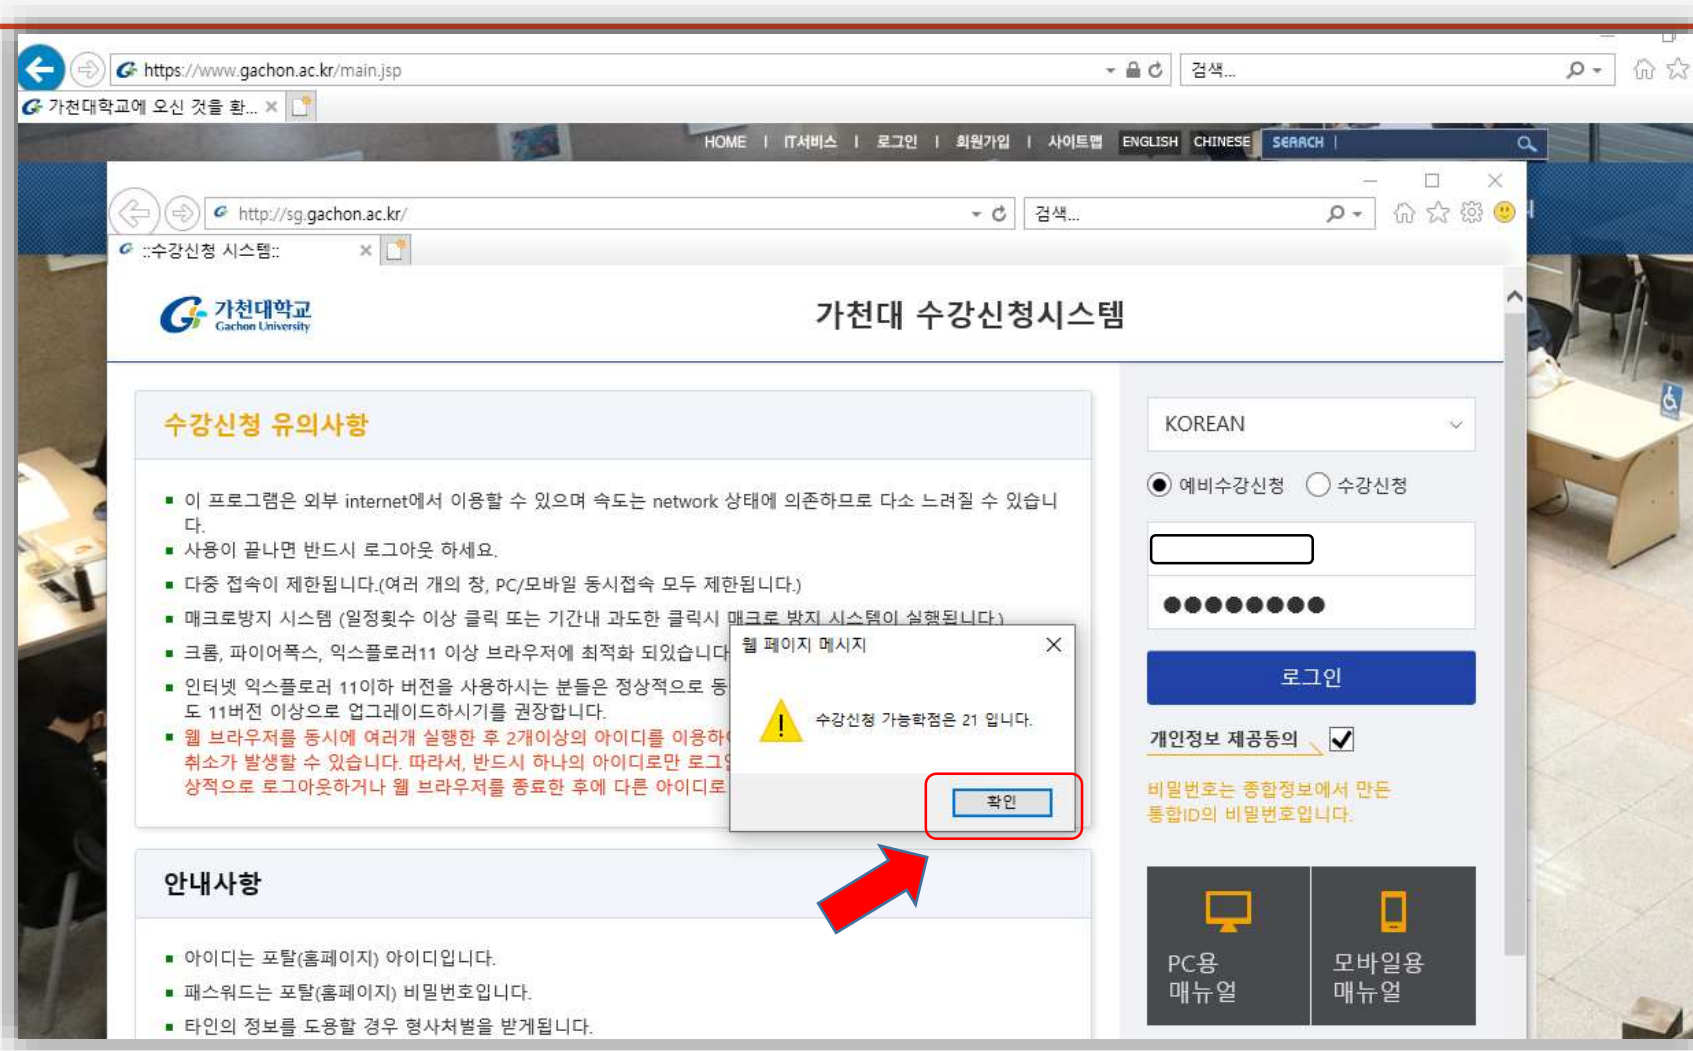 https://www.gachon.ac.kr/main.jsp
검색...
가천대학교에 오신 것을 환...
HOME | IT서비스 | 로그인 | 회원가입 | 사이트맵 ENGLISH CHINESE SEARCH |
http://sg.gachon.ac.kr/
검색...
::수강신청 시스템::
가천대학교
Gachon University
가천대 수강신청시스템
수강신청 유의사항
이 프로그램은 외부 internet에서 이용할 수 있으며 속도는 network 상태에 의존하므로 다소 느려질 수 있습니
다.
사용이 끝나면 반드시 로그아웃 하세요.
다중 접속이 제한됩니다.(여러 개의 창, PC/모바일 동시접속 모두 제한됩니다.)
매크로방지 시스템 (일정횟수 이상 클릭 또는 기간내 과도한 클릭시 매크로 방지 시스템이 실행됩니다.)
크롬, 파이어폭스, 익스플로러11 이상 브라우저에 최적화 되있습니다
인터넷 익스플로러 11이하 버전을 사용하시는 분들은 정상적으로 동
도 11버전 이상으로 업그레이드하시기를 권장합니다.
웹 브라우저를 동시에 여러개 실행한 후 2개이상의 아이디를 이용하
취소가 발생할 수 있습니다. 따라서, 반드시 하나의 아이디로만 로그
상적으로 로그아웃하거나 웹 브라우저를 종료한 후에 다른 아이디로
웹 페이지 메시지
수강신청 가능학점은 21 입니다.
확인
안내사항
아이디는 포탈(홈페이지) 아이디입니다.
패스워드는 포탈(홈페이지) 비밀번호입니다.
타인의 정보를 도용할 경우 형사처벌을 받게됩니다.
KOREAN
예비수강신청 수강신청
로그인
개인정보 제공동의
비밀번호는 종합정보에서 만든
통합ID의 비밀번호입니다.
PC용
매뉴얼
모바일용
매뉴얼